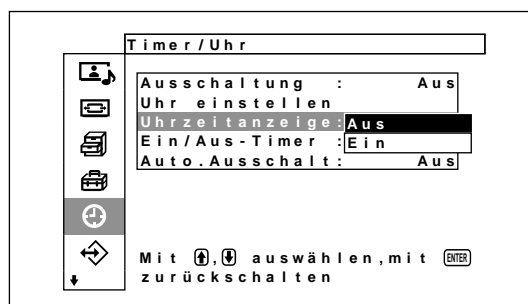 Timer/Uhr
Ausschaltung : Aus
Uhr einstellen
Uhrzeitanzeige: Aus
Ein/Aus-Timer : Ein
Auto.Ausschalt: Aus
Mit ⬆,⬇ auswählen,mit ENTER
zurückschalten